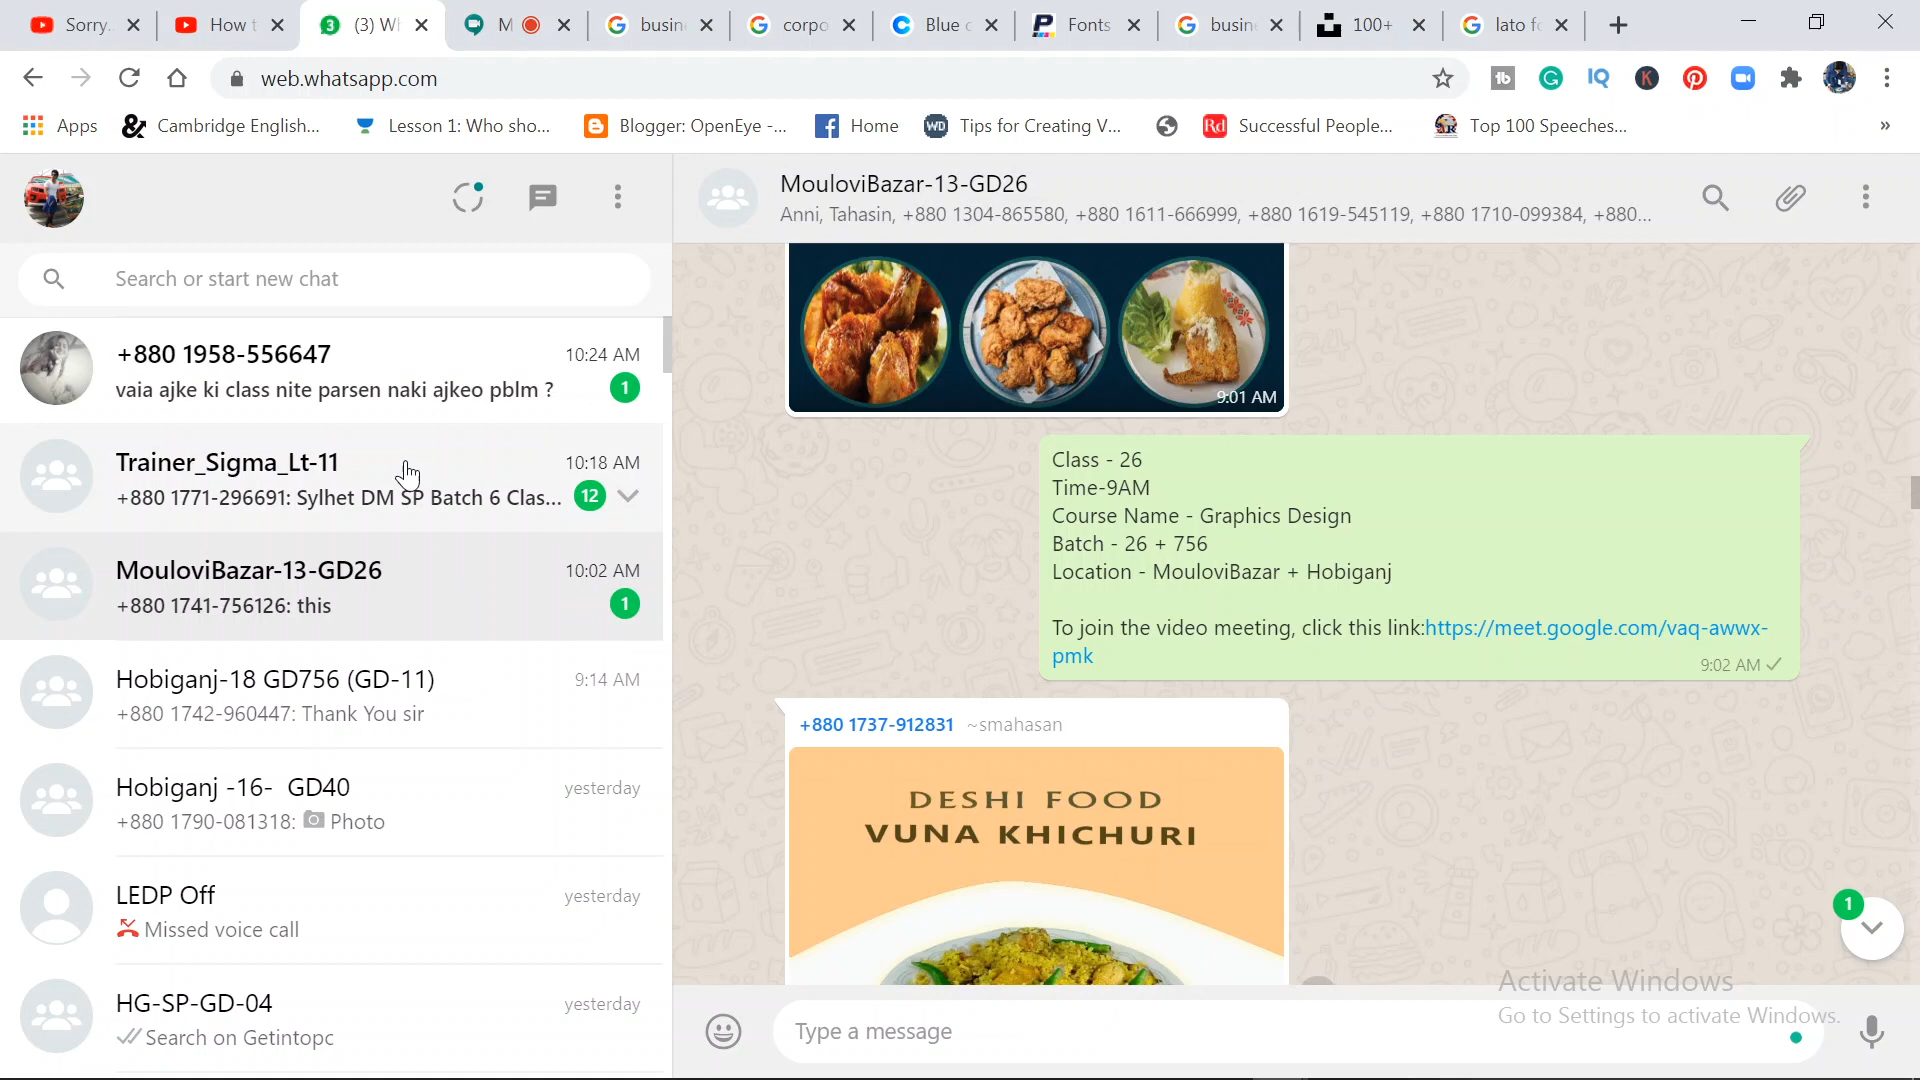 Sorry.
How t
(3) W
M
busin
corpo
Blue c
Fonts
busin
100+
lato fo
web.whatsapp.com
Apps
Cambridge English...
Lesson 1: Who sho...
Blogger: OpenEye -...
Home
Tips for Creating V...
Successful People...
Top 100 Speeches...
MouloviBazar-13-GD26
Anni, Tahasin, +880 1304-865580, +880 1611-666999, +880 1619-545119, +880 1710-099384, +880...
Search or start new chat
+880 1958-556647
10:24 AM
vaia ajke ki class nite parsen naki ajkeo pblm ?
1
Trainer_Sigma_Lt-11
10:18 AM
+880 1771-296691: Sylhet DM SP Batch 6 Clas...
12
MouloviBazar-13-GD26
10:02 AM
+880 1741-756126: this
1
Hobiganj-18 GD756 (GD-11)
9:14 AM
+880 1742-960447: Thank You sir
Hobiganj -16- GD40
yesterday
+880 1790-081318: Photo
LEDP Off
yesterday
Missed voice call
HG-SP-GD-04
yesterday
Search on Getintopc
9:01 AM
Class - 26
Time-9AM
Course Name - Graphics Design
Batch - 26 + 756
Location - MouloviBazar + Hobiganj
To join the video meeting, click this link:https://meet.google.com/vaq-awwx-
pmk
9:02 AM
+880 1737-912831 ~smahasan
DESHI FOOD
VUNA KHICHURI
1
Activate Windows
Go to Settings to activate Windows.
Type a message